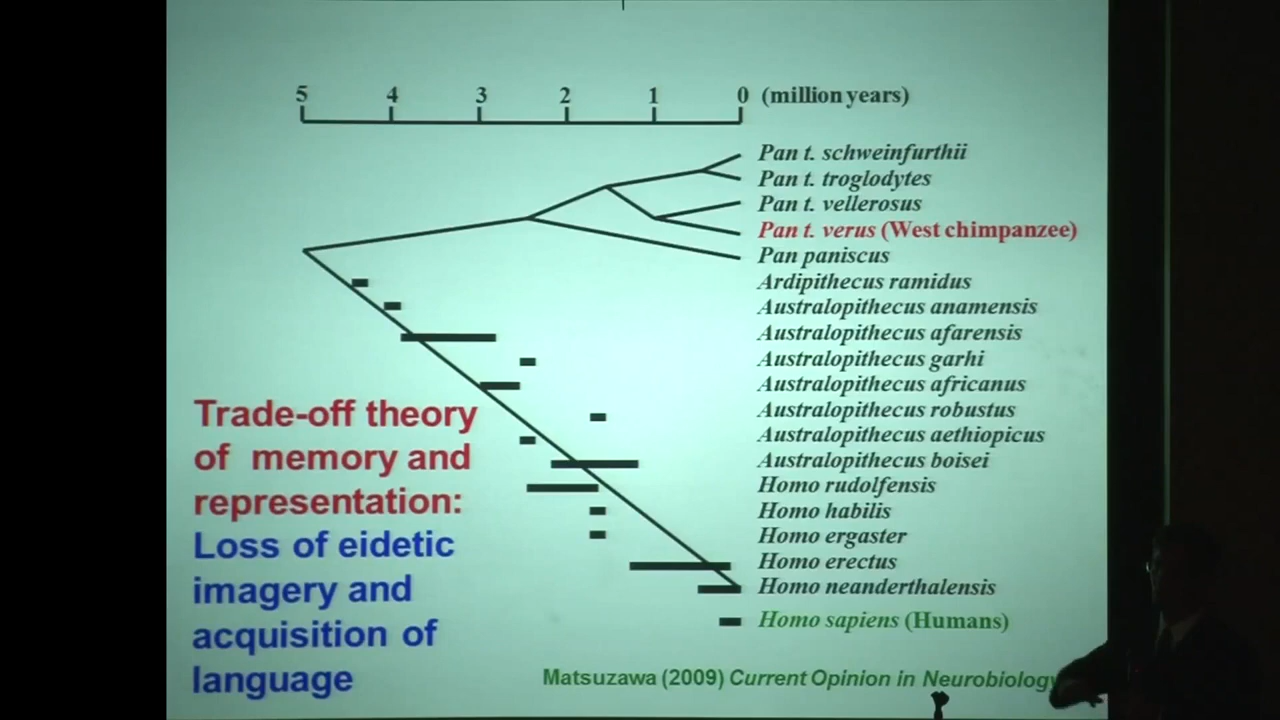 5 4 3 2 1 0 (million years)
Pan t. schweinfurthii
Pan t. troglodytes
Pan t. vellerosus
Pan t. verus (West chimpanzee)
Pan paniscus
Ardipithecus ramidus
Australopithecus anamensis
Australopithecus afarensis
Australopithecus garhi
Australopithecus africanus
Australopithecus robustus
Australopithecus aethiopicus
Australopithecus boisei
Homo rudolfensis
Homo habilis
Homo ergaster
Homo erectus
Homo neanderthalensis
Homo sapiens (Humans)
Trade-off theory
of memory and
representation:
Loss of eidetic
imagery and
acquisition of
language
Matsuzawa (2009) Current Opinion in Neurobiology